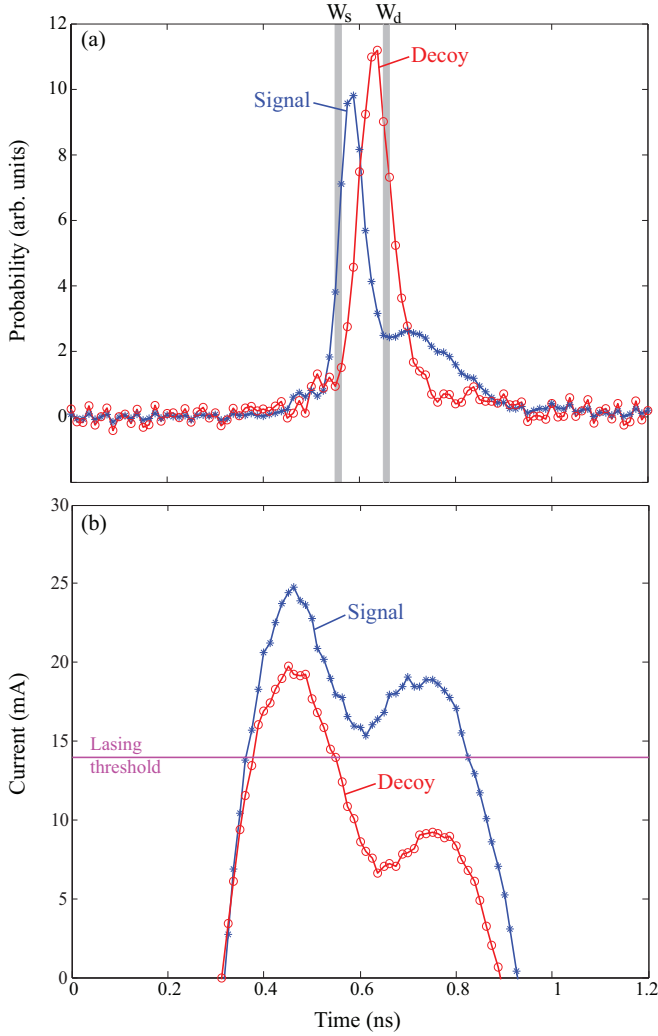 Ws Wd
12
(a)
Decoy
10
Signal
8
6
4
2
0
Probability (arb. units)
30
(b)
25
Signal
20
15
Lasing
threshold
Decoy
10
5
0
Current (mA)
0 0.2 0.4 0.6 0.8 1 1.2
Time (ns)